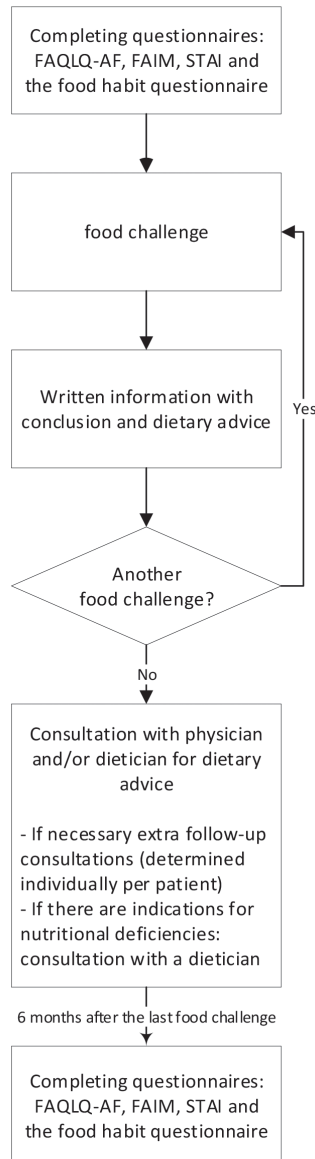 Completing questionnaires:
FAQLQ-AF, FAIM, STAI and
the food habit questionnaire
food challenge
Written information with
conclusion and dietary advice
Yes
Another
food challenge?
No
Consultation with physician
and/or dietician for dietary
advice
- If necessary extra follow-up
consultations (determined
individually per patient)
- If there are indications for
nutritional deficiencies:
consultation with a dietician
6 months after the last food challenge
Completing questionnaires:
FAQLQ-AF, FAIM, STAI and
the food habit questionnaire